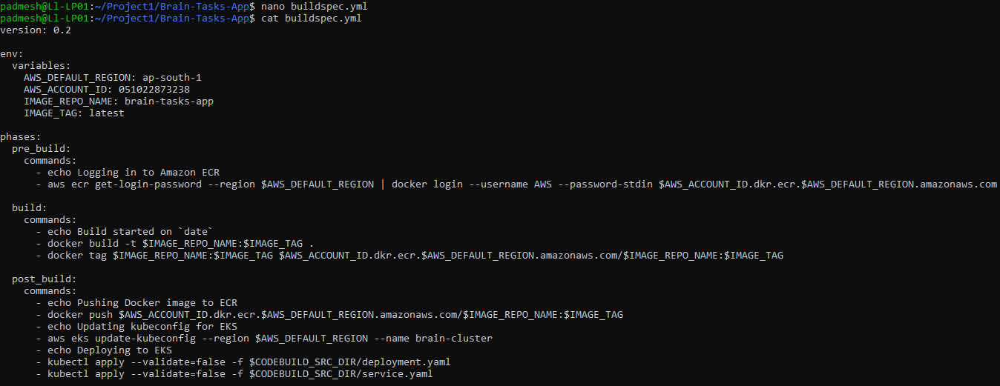 padmesh@Ll-LP01:~/Project1/Brain-Tasks-App$ nano buildspec.yml
padmesh@Ll-LP01:~/Project1/Brain-Tasks-App$ cat buildspec.yml
version: 0.2

env:
  variables:
    AWS_DEFAULT_REGION: ap-south-1
    AWS_ACCOUNT_ID: 051022873238
    IMAGE_REPO_NAME: brain-tasks-app
    IMAGE_TAG: latest

phases:
  pre_build:
    commands:
      - echo Logging in to Amazon ECR
      - aws ecr get-login-password --region $AWS_DEFAULT_REGION | docker login --username AWS --password-stdin $AWS_ACCOUNT_ID.dkr.ecr.$AWS_DEFAULT_REGION.amazonaws.com

  build:
    commands:
      - echo Build started on `date`
      - docker build -t $IMAGE_REPO_NAME:$IMAGE_TAG .
      - docker tag $IMAGE_REPO_NAME:$IMAGE_TAG $AWS_ACCOUNT_ID.dkr.ecr.$AWS_DEFAULT_REGION.amazonaws.com/$IMAGE_REPO_NAME:$IMAGE_TAG

  post_build:
    commands:
      - echo Pushing Docker image to ECR
      - docker push $AWS_ACCOUNT_ID.dkr.ecr.$AWS_DEFAULT_REGION.amazonaws.com/$IMAGE_REPO_NAME:$IMAGE_TAG
      - echo Updating kubeconfig for EKS
      - aws eks update-kubeconfig --region $AWS_DEFAULT_REGION --name brain-cluster
      - echo Deploying to EKS
      - kubectl apply --validate=false -f $CODEBUILD_SRC_DIR/deployment.yaml
      - kubectl apply --validate=false -f $CODEBUILD_SRC_DIR/service.yaml